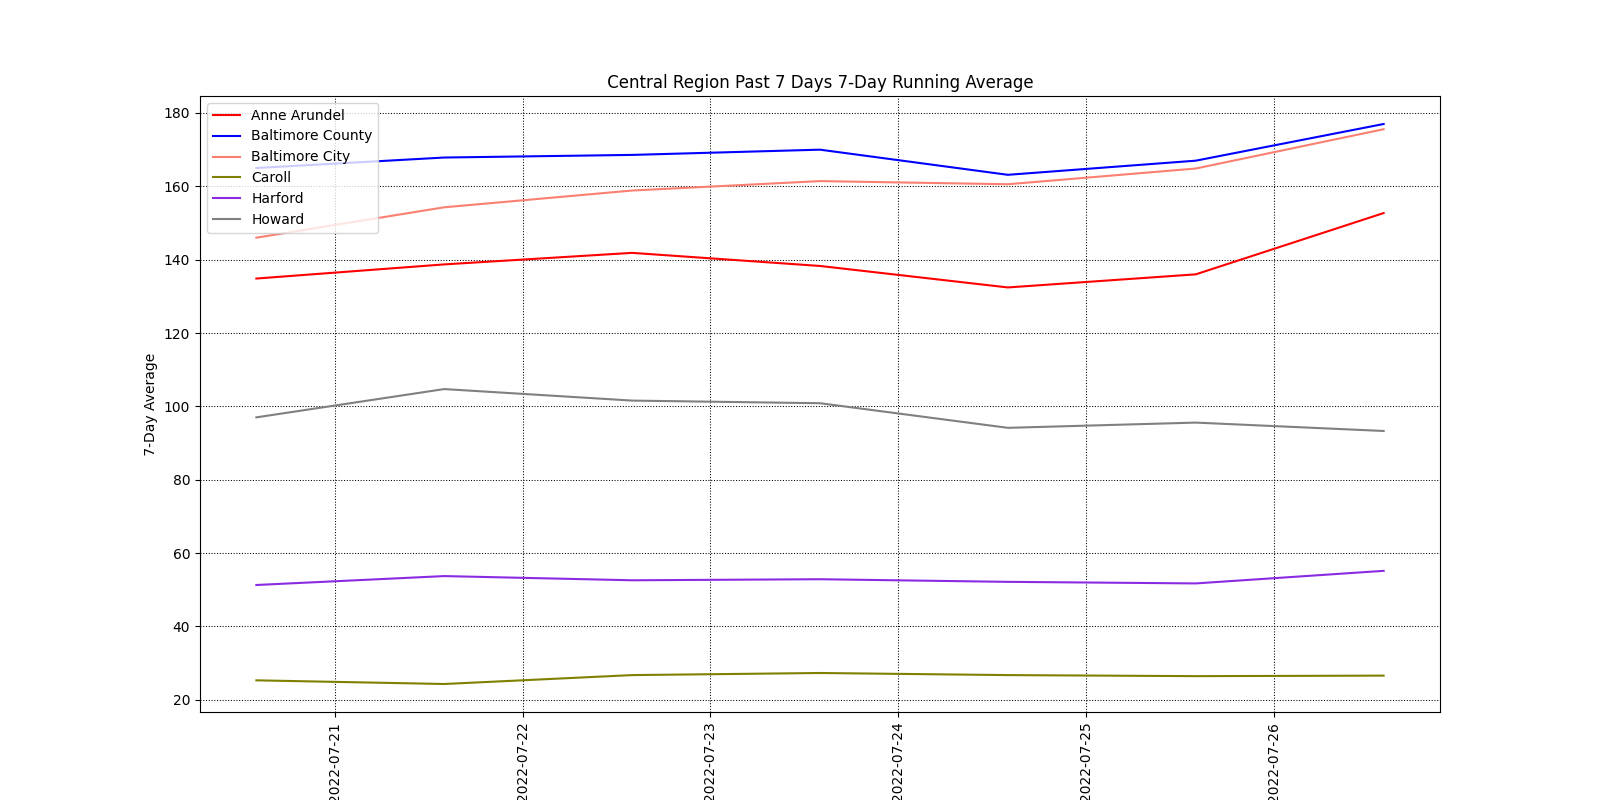 Central Region Past 7 Days 7-Day Running Average
Anne Arundel
Baltimore County
Baltimore City
Caroll
Harford
Howard
7-Day Average
180
160
140
120
100
80
60
40
20
2022-07-21
2022-07-22
2022-07-23
2022-07-24
2022-07-25
2022-07-26